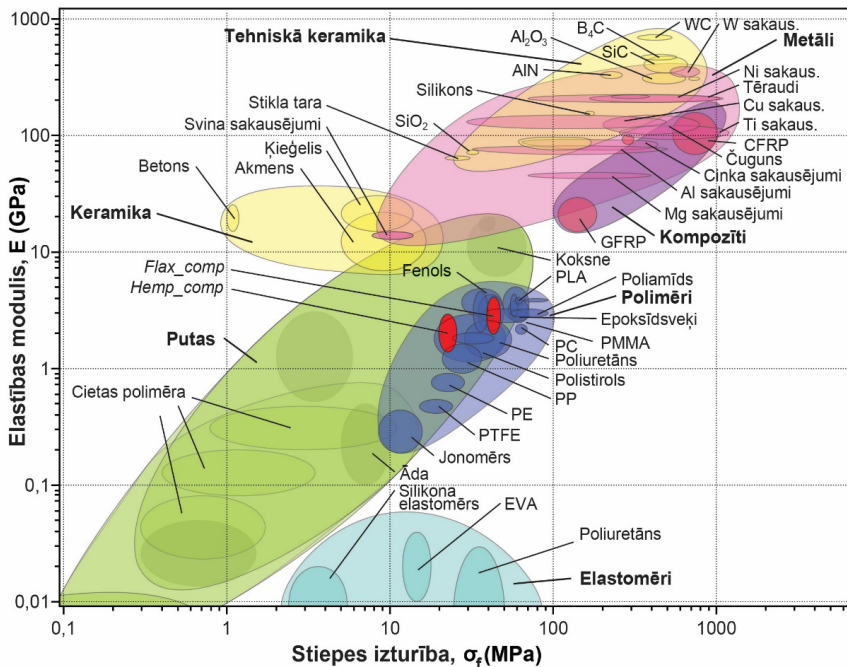 1000
100
10
1
0,1
0,01
Elastības modulis, E (GPa)
0,1
1
10
100
1000
Stiepes izturība, σf (MPa)
Tehniskā keramika
Al2O3
B4C
SiC
AlN
WC
W sakaus.
Metāli
Ni sakaus.
Tēraudi
Cu sakaus.
Ti sakaus.
CFRP
Čuguns
Cinka sakausējumi
Al sakausējumi
Mg sakausējumi
Kompozīti
GFRP
Silikons
SiO2
Stikla tara
Svina sakausējumi
Ķieģelis
Akmens
Betons
Keramika
Flax_comp
Hemp_comp
Fenols
Koksne
PLA
Poliamīds
Polimēri
Epoksīdsveķi
PMMA
PC
Poliuretāns
Polistirols
PP
PE
PTFE
Jonomērs
Putas
Cietas polimēra
Āda
Silikona
elastomērs
EVA
Poliuretāns
Elastomēri